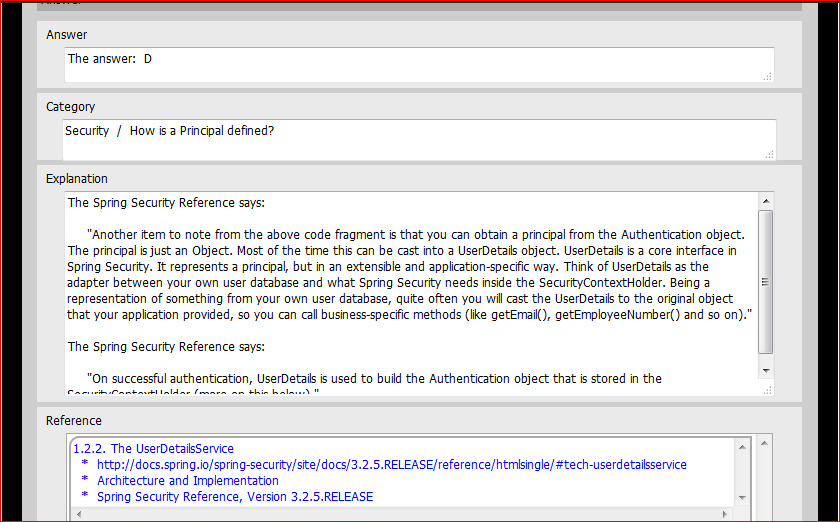 Answer
The answer:  D
Category
Security  /  How is a Principal defined?
Explanation
The Spring Security Reference says:
"Another item to note from the above code fragment is that you can obtain a principal from the Authentication object.
The principal is just an Object. Most of the time this can be cast into a UserDetails object. UserDetails is a core interface in
Spring Security. It represents a principal, but in an extensible and application-specific way. Think of UserDetails as the
adapter between your own user database and what Spring Security needs inside the SecurityContextHolder. Being a
representation of something from your own user database, quite often you will cast the UserDetails to the original object
that your application provided, so you can call business-specific methods (like getEmail(), getEmployeeNumber() and so on)."
The Spring Security Reference says:
"On successful authentication, UserDetails is used to build the Authentication object that is stored in the
SecurityContextHolder (more on this below)."
Reference
1.2.2. The UserDetailsService
* http://docs.spring.io/spring-security/site/docs/3.2.5.RELEASE/reference/htmlsingle/#tech-userdetailsservice
* Architecture and Implementation
* Spring Security Reference, Version 3.2.5.RELEASE